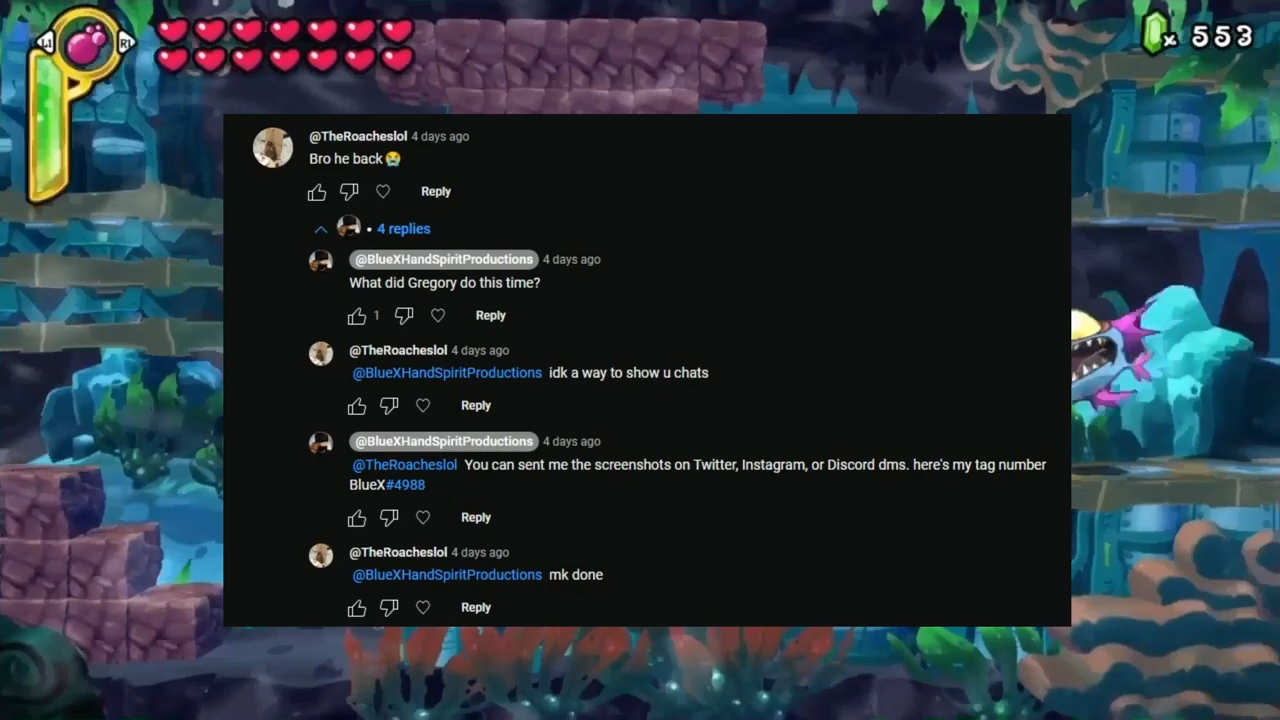 L1
R1
x 553
@TheRoacheslol 4 days ago
Bro he back😭
Reply
• 4 replies
@BlueXHandSpiritProductions 4 days ago
What did Gregory do this time?
1
Reply
@TheRoacheslol 4 days ago
@BlueXHandSpiritProductions idk a way to show u chats
Reply
@BlueXHandSpiritProductions 4 days ago
@TheRoacheslol You can sent me the screenshots on Twitter, Instagram, or Discord dms. here's my tag number
BlueX#4988
Reply
@TheRoacheslol 4 days ago
@BlueXHandSpiritProductions mk done
Reply